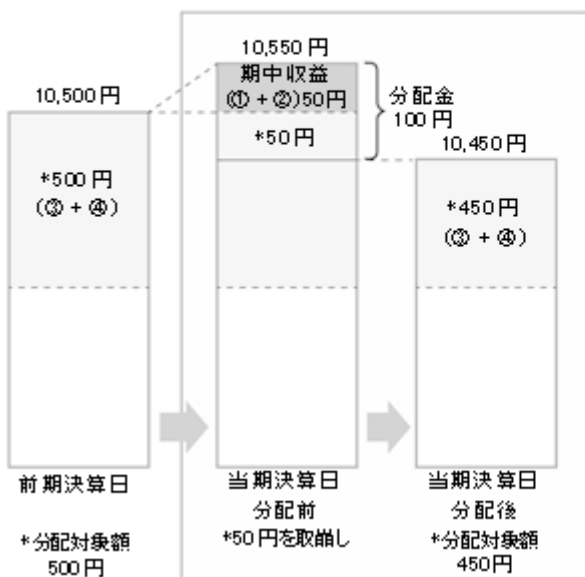 10,550円
期中収益
(①+②)50円
10,500円
分配金
100円
*50円
10,450円
*500円
(③+④)
*450円
(③+④)
前期決算日
当期決算日
分配前
当期決算日
分配後
*分配対象額
500円
*50円を取崩し
*分配対象額
450円